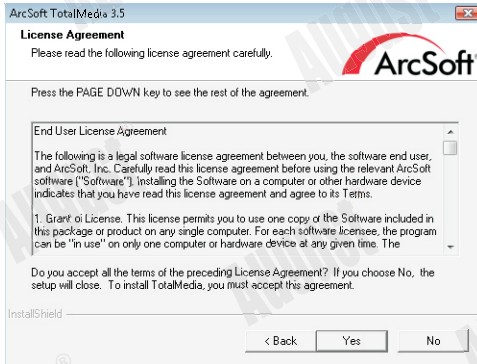 ArcSoft TotalMedia 3.5
License Agreement
Please read the following license agreement carefully.
ArcSoft
Press the PAGE DOWN key to see the rest of the agreement.
End User License Agreement
The following is a legal software license agreement between you, the software end user,
and ArcSoft, Inc. Carefully read this license agreement before using the relevant ArcSoft
software ("Software"). Installing the Software on a computer or other hardware device
indicates that you have read this license agreement and agree to its Terms.
1. Grant of License. This license permits you to use one copy of the Software included in
this package or product on any single computer. For each software licensee, the program
can be "in use" on only one computer or hardware device at any given time. The
Do you accept all the terms of the preceding License Agreement? If you choose No, the
setup will close. To install TotalMedia, you must accept this agreement.
InstallShield
< Back Yes No
AUGUST
AUGUST
AUGUST
AUGUST